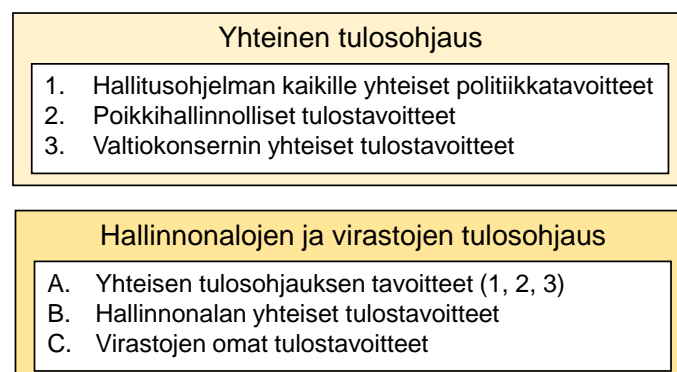 Yhteinen tulosohjaus
1. Hallitusohjelman kaikille yhteiset politiikkatavoitteet
2. Poikkihallinnolliset tulostavoitteet
3. Valtiokonsernin yhteiset tulostavoitteet
Hallinnonalojen ja virastojen tulosohjaus
A. Yhteisen tulosohjauksen tavoitteet (1, 2, 3)
B. Hallinnonalan yhteiset tulostavoitteet
C. Virastojen omat tulostavoitteet